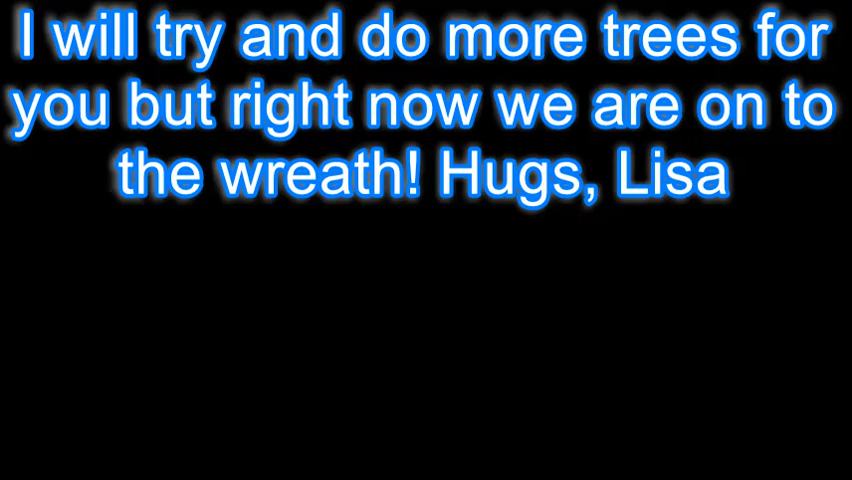 I will try and do more trees for
you but right now we are on to
the wreath! Hugs, Lisa